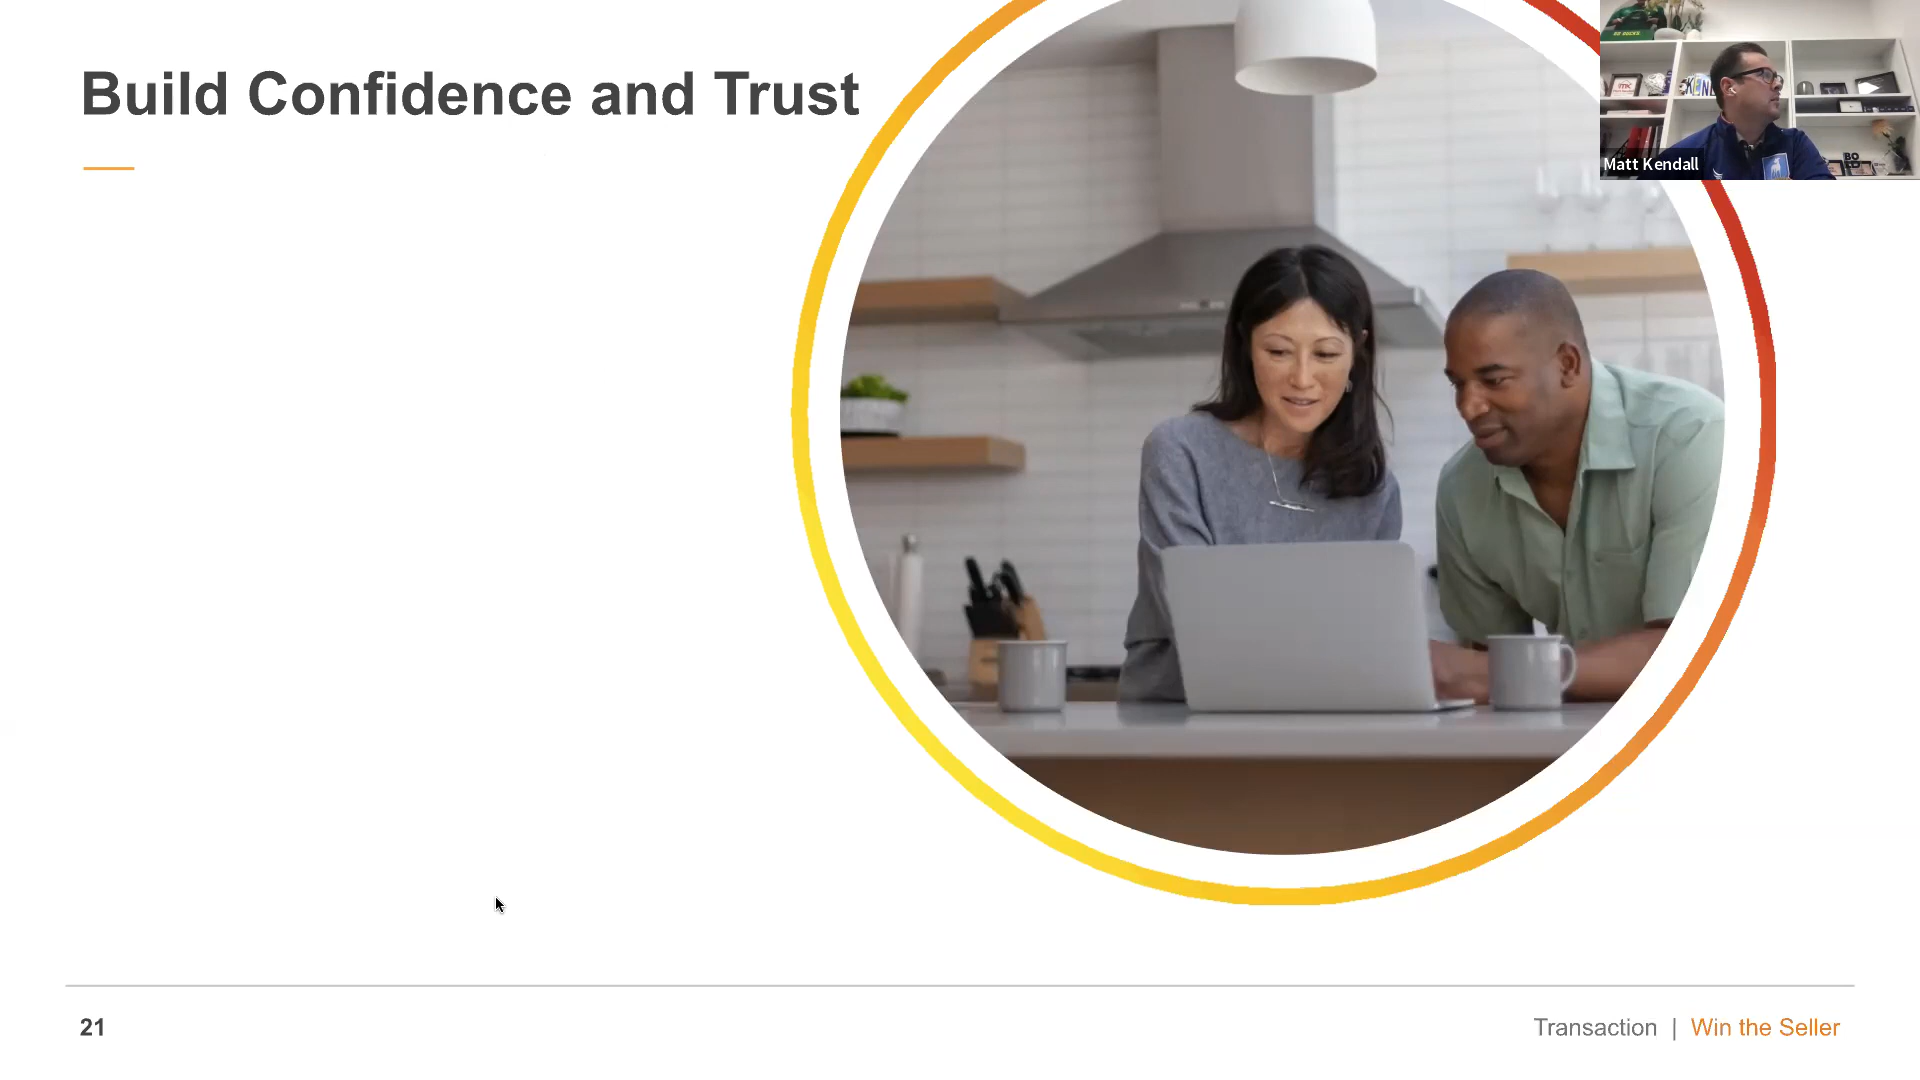 Build Confidence and Trust
Matt Kendall
21
Transaction | Win the Seller